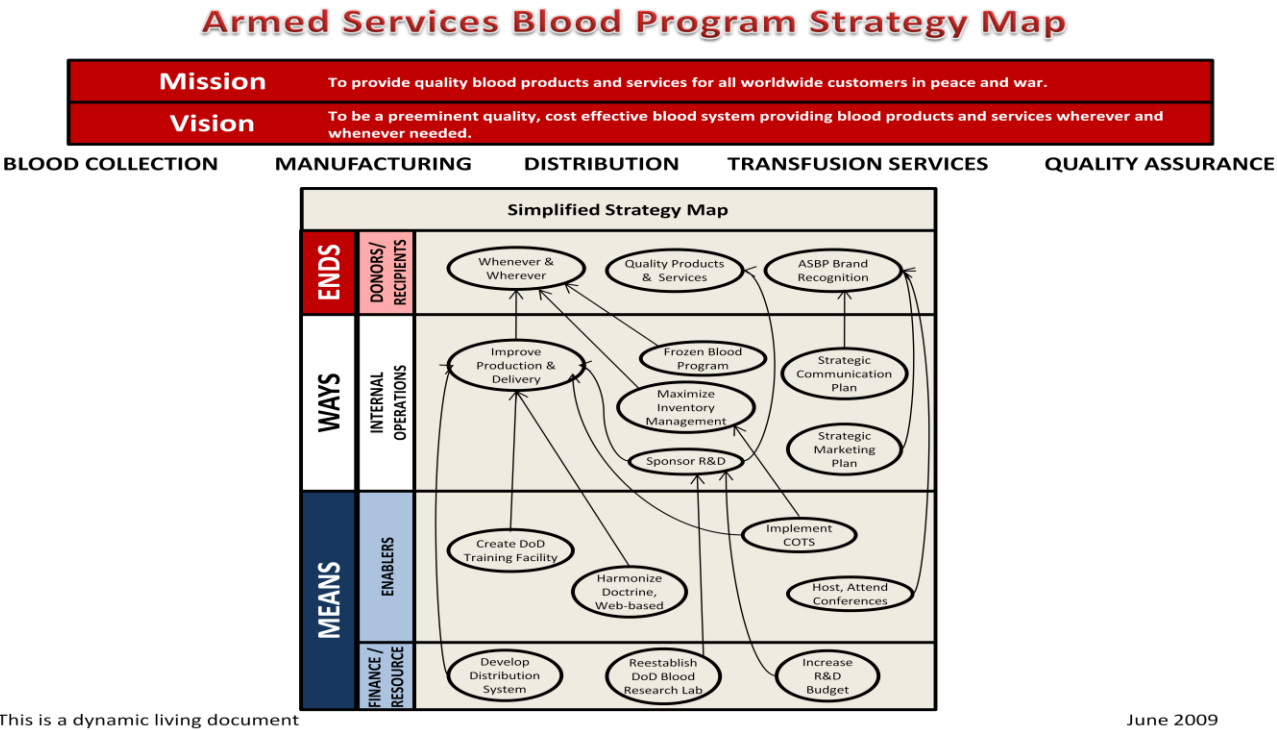 Armed Services Blood Program Strategy Map
Mission
To provide quality blood products and services for all worldwide customers in peace and war.
Vision
To be a preeminent quality, cost effective blood system providing blood products and services wherever and
whenever needed.
BLOOD COLLECTION MANUFACTURING DISTRIBUTION TRANSFUSION SERVICES QUALITY ASSURANCE
Simplified Strategy Map
ENDS
DONORS/
RECIPIENTS
Whenever &
Wherever
Quality Products
& Services
ASBP Brand
Recognition
WAYS
INTERNAL
OPERATIONS
Improve
Production &
Delivery
Frozen Blood
Program
Maximize
Inventory
Management
Sponsor R&D
Strategic
Communication
Plan
Strategic
Marketing
Plan
MEANS
ENABLERS
Create DoD
Training Facility
Harmonize
Doctrine,
Web-based
Implement
COTS
Host, Attend
Conferences
FINANCE /
RESOURCE
Develop
Distribution
System
Reestablish
DoD Blood
Research Lab
Increase
R&D
Budget
This is a dynamic living document
June 2009